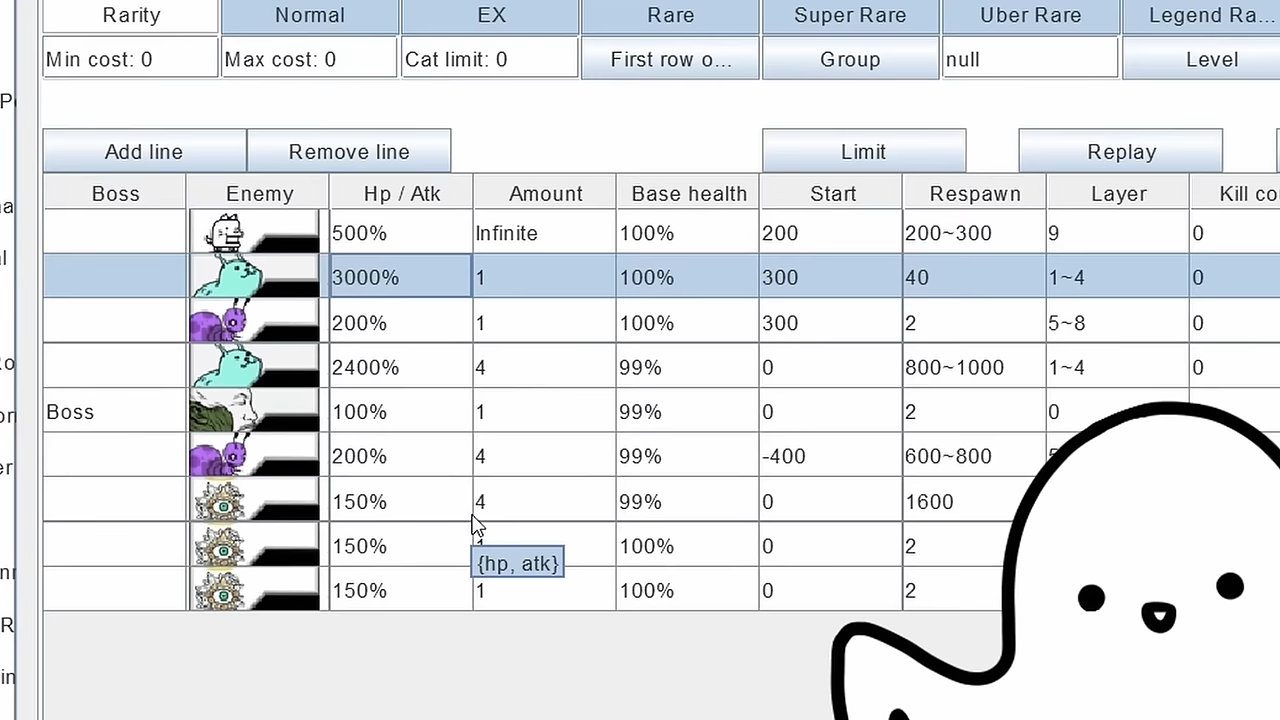 Rarity Normal EX Rare Super Rare Uber Rare Legend Ra...
Min cost: 0 Max cost: 0 Cat limit: 0 First row o... Group null Level
Add line Remove line Limit Replay
Boss Enemy Hp / Atk Amount Base health Start Respawn Layer Kill co
500% Infinite 100% 200 200~300 9 0
3000% 1 100% 300 40 1~4 0
200% 1 100% 300 2 5~8 0
2400% 4 99% 0 800~1000 1~4 0
Boss 100% 1 99% 0 2 0
200% 4 99% -400 600~800
150% 4 99% 0 1600
150% 100% 0 2
{hp, atk}
150% 1 100% 0 2